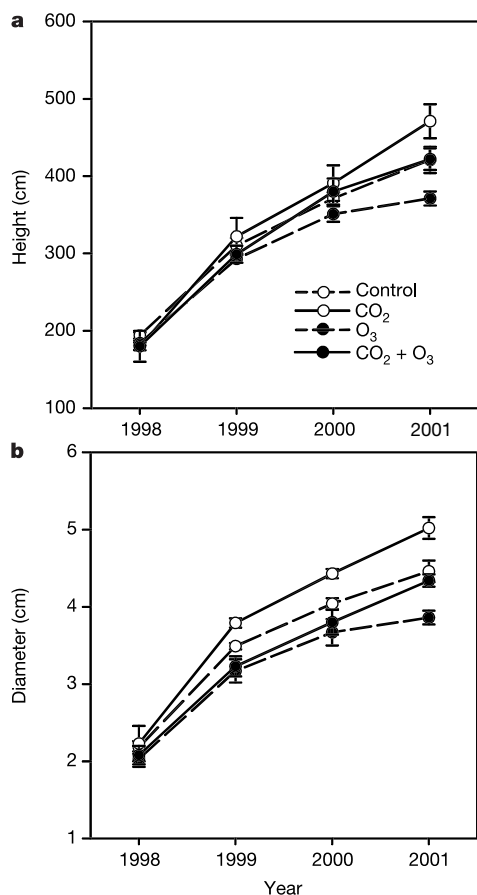 a
600
500
400
300
200
100
Height (cm)
Control
CO₂
O₃
CO₂ + O₃
1998 1999 2000 2001
b
6
5
4
3
2
1
Diameter (cm)
1998 1999 2000 2001
Year